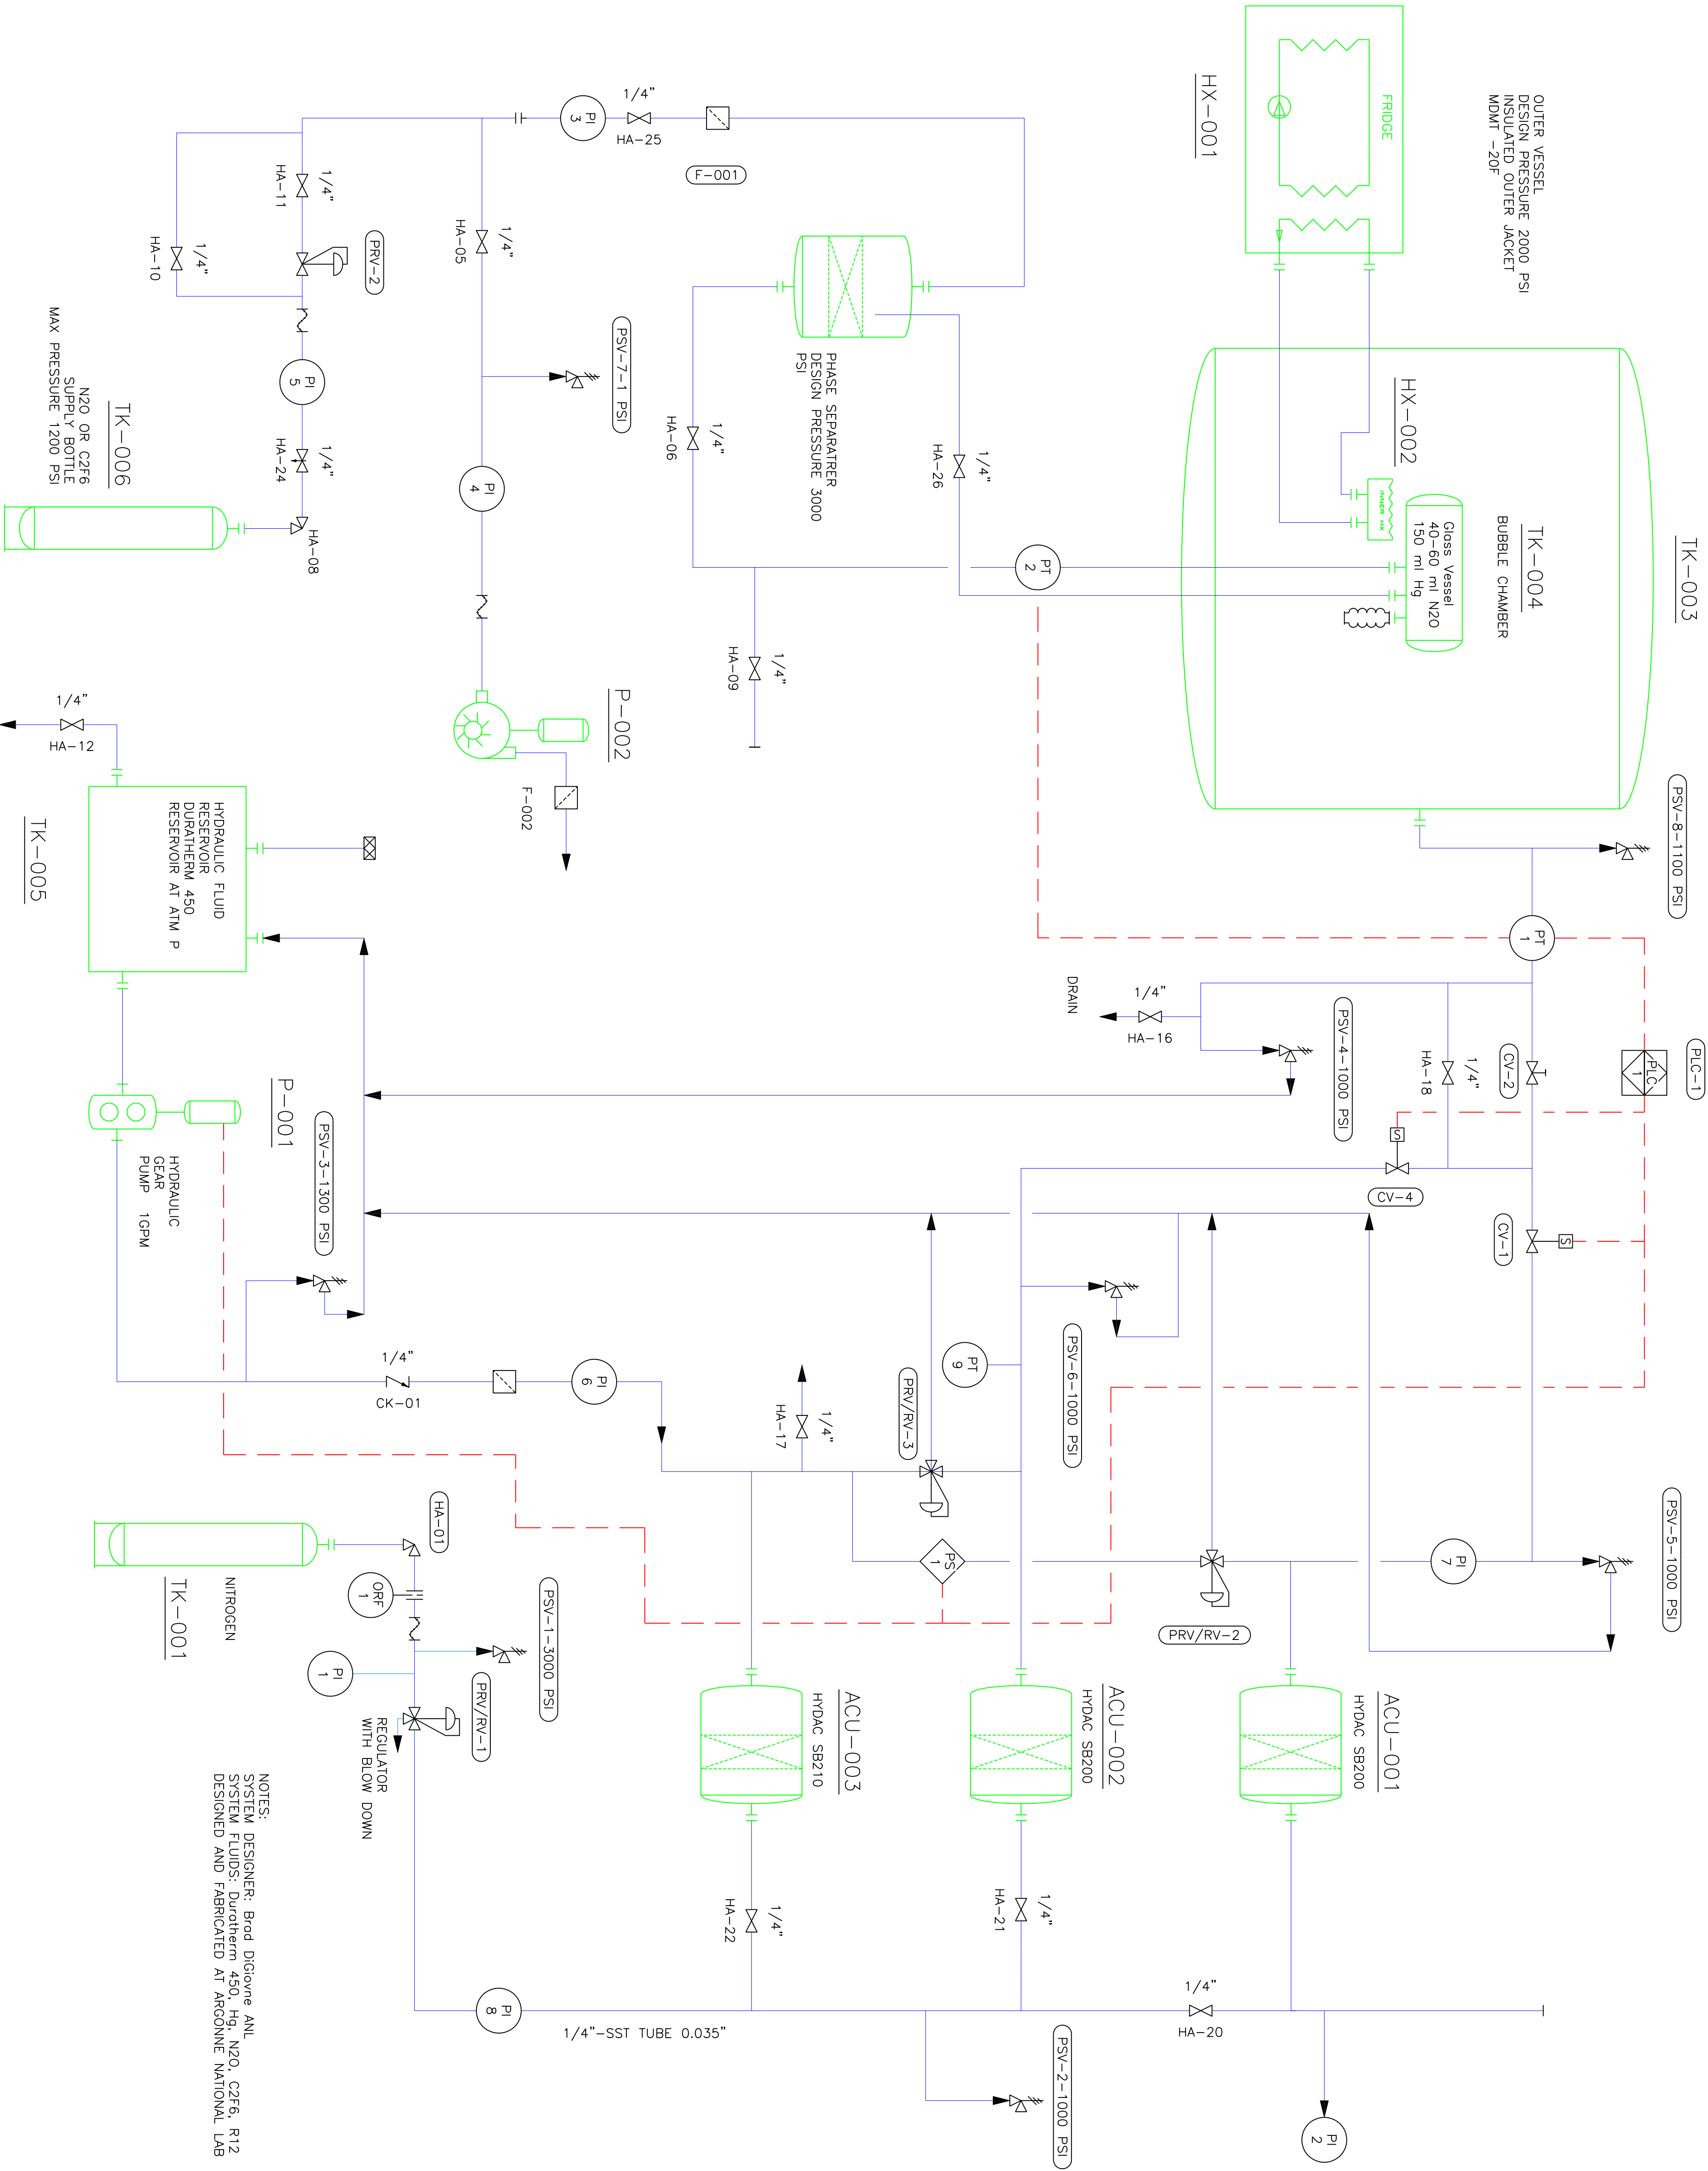 OUTER VESSEL
DESIGN PRESSURE 2000 PSI
INSULATED OUTER JACKET
MDMT -20F
FRIDGE
HX-001
TK-003
TK-004
BUBBLE CHAMBER
Glass Vessel
40-60 ml N2O
150 ml Hg
HX-002
INNER HX
PSV-8-1100 PSI
PT
1
PLC-1
PLC
1
CV-2
1/4"
HA-18
CV-4
S
CV-1
S
PSV-4-1000 PSI
1/4"
HA-16
DRAIN
PSV-5-1000 PSI
PI
7
PRV/RV-2
PSV-6-1000 PSI
PT
9
PRV/RV-3
PS
1
1/4"
HA-17
ACU-001
HYDAC SB200
ACU-002
HYDAC SB200
ACU-003
HYDAC SB210
1/4"
HA-21
1/4"
HA-22
1/4"
HA-20
PI
2
PSV-2-1000 PSI
1/4"-SST TUBE 0.035"
PI
8
1/4"
HA-25
PI
3
F-001
PHASE SEPARATRER
DESIGN PRESSURE 3000
PSI
1/4"
HA-26
1/4"
HA-06
PT
2
1/4"
HA-09
1/4"
HA-05
PSV-7-1 PSI
PI
4
P-002
F-002
1/4"
HA-11
PRV-2
1/4"
HA-10
PI
5
1/4"
HA-24
HA-08
TK-006
N2O OR C2F6
SUPPLY BOTTLE
MAX PRESSURE 1200 PSI
1/4"
HA-12
HYDRAULIC FLUID
RESERVOIR
DURATHERM 450
RESERVOIR AT ATM P
TK-005
P-001
HYDRAULIC
GEAR
PUMP 1GPM
PSV-3-1300 PSI
1/4"
CK-01
PI
6
HA-01
ORF
1
NITROGEN
TK-001
PSV-1-3000 PSI
PI
1
PRV/RV-1
REGULATOR
WITH BLOW DOWN
NOTES:
SYSTEM DESIGNER: Brad DiGiovne ANL
SYSTEM FLUIDS: Duratherm 450, Hg, N2O, C2F6, R12
DESIGNED AND FABRICATED AT ARGONNE NATIONAL LAB